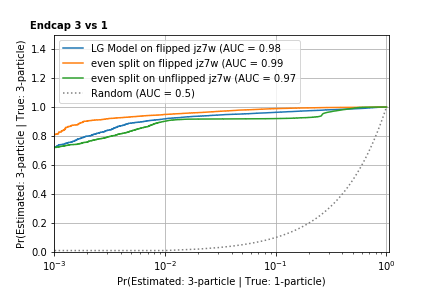 Endcap 3 vs 1
LG Model on flipped jz7w (AUC = 0.98
even split on flipped jz7w (AUC = 0.99
even split on unflipped jz7w (AUC = 0.97
Random (AUC = 0.5)
Pr(Estimated: 3-particle | True: 3-particle)
1.4
1.2
1.0
0.8
0.6
0.4
0.2
0.0
10⁻³ 10⁻² 10⁻¹ 10⁰
Pr(Estimated: 3-particle | True: 1-particle)